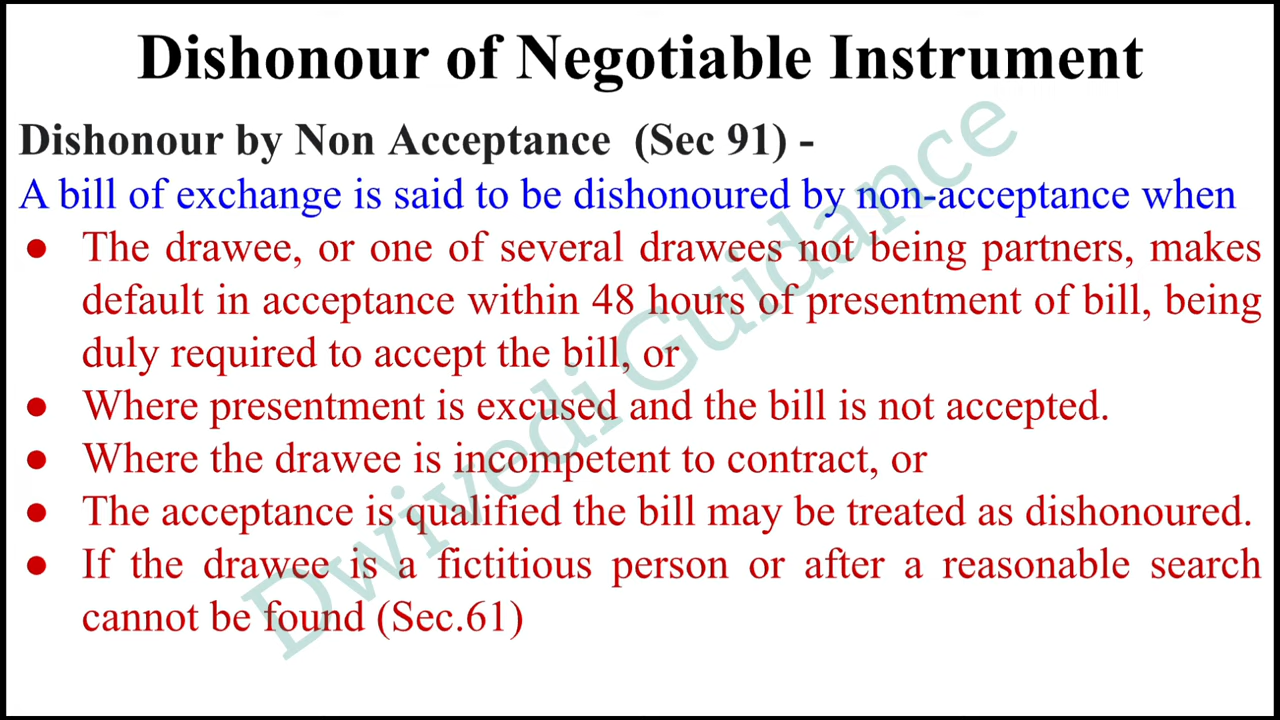 Dishonour of Negotiable Instrument
Dishonour by Non Acceptance (Sec 91) -
A bill of exchange is said to be dishonoured by non-acceptance when
● The drawee, or one of several drawees not being partners, makes
default in acceptance within 48 hours of presentment of bill, being
duly required to accept the bill, or
● Where presentment is excused and the bill is not accepted.
● Where the drawee is incompetent to contract, or
● The acceptance is qualified the bill may be treated as dishonoured.
● If the drawee is a fictitious person or after a reasonable search
cannot be found (Sec.61)
Dwivedi Guidance